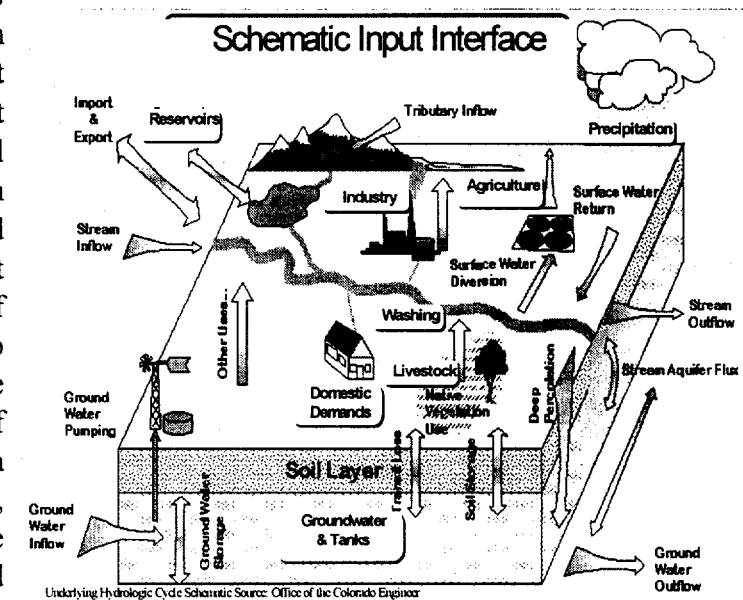 Schematic Input Interface
Import
&
Export
Reservoirs
Tributary Inflow
Precipitation
Industry
Agriculture
Surface Water
Return
Stream
Inflow
Surface Water
Diversion
Other Uses...
Washing
Stream
Outflow
Livestock
Domestic
Demands
Native
Vegetation
Use
Deep
Percolation
Stream Aquifer Flux
Ground
Water
Pumping
Soil Layer
Transit Loss
Soil Storage
Ground
Water
Inflow
Ground Water
Storage
Groundwater
& Tanks
Ground
Water
Outflow
Underlying Hydrologic Cycle Schematic Source: Office of the Colorado Engineer